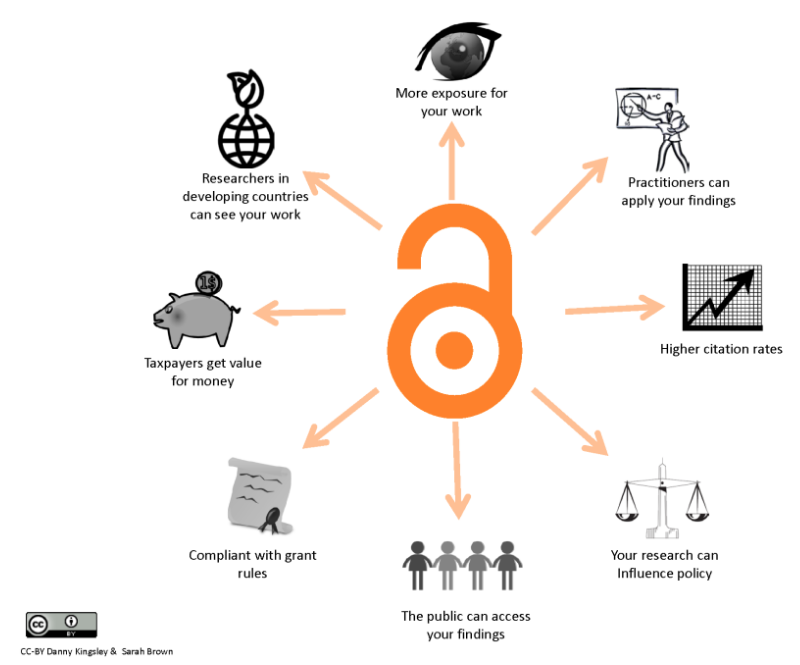 More exposure for
your work
A-C
Practitioners can
apply your findings
Higher citation rates
Your research can
Influence policy
The public can access
your findings
Compliant with grant
rules
1$
Taxpayers get value
for money
Researchers in
developing countries
can see your work
cc
BY
CC-BY Danny Kingsley & Sarah Brown